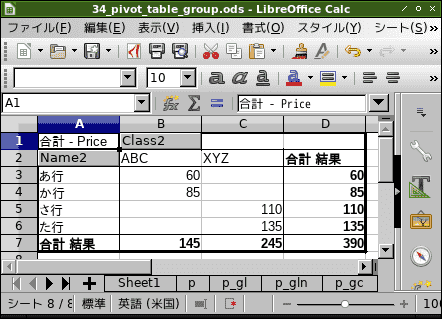 34_pivot_table_group.ods - LibreOffice Calc
ファイル(F) 編集(E) 表示(V) 挿入(I) 書式(O) スタイル(Y) シート(S)
10 a a a
A1 fx Σ = 合計 - Price
A B C D
1 合計 - Price Class2
2 Name2 ABC XYZ 合計 結果
3 あ行 60 60
4 か行 85 85
5 さ行 110 110
6 た行 135 135
7 合計 結果 145 245 390
Sheet1 p p_gl p_gln p_gc
シート 8 / 8 標準 英語 (米国) 100